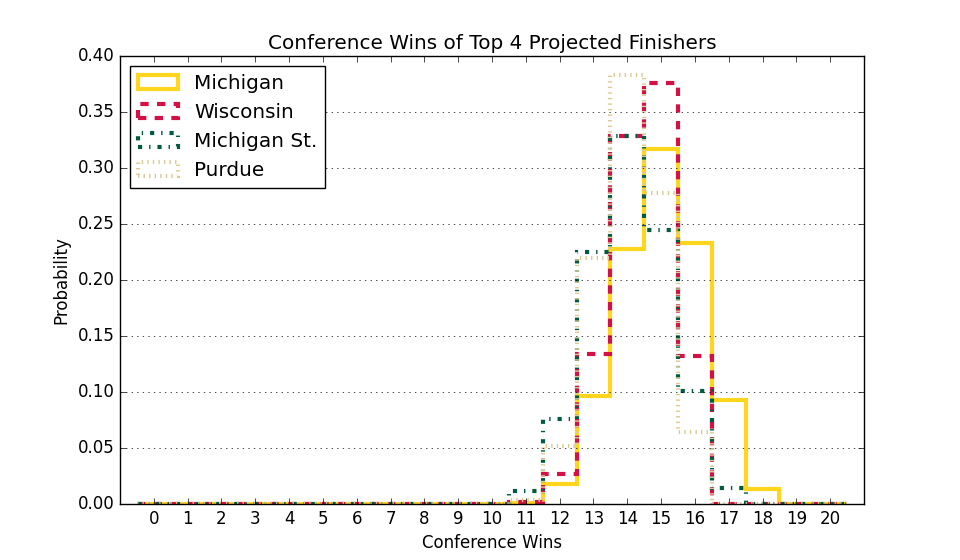 Conference Wins of Top 4 Projected Finishers
0.40
0.35
0.30
0.25
0.20
0.15
0.10
0.05
0.00
Probability
Michigan
Wisconsin
Michigan St.
Purdue
0 1 2 3 4 5 6 7 8 9 10 11 12 13 14 15 16 17 18 19 20
Conference Wins